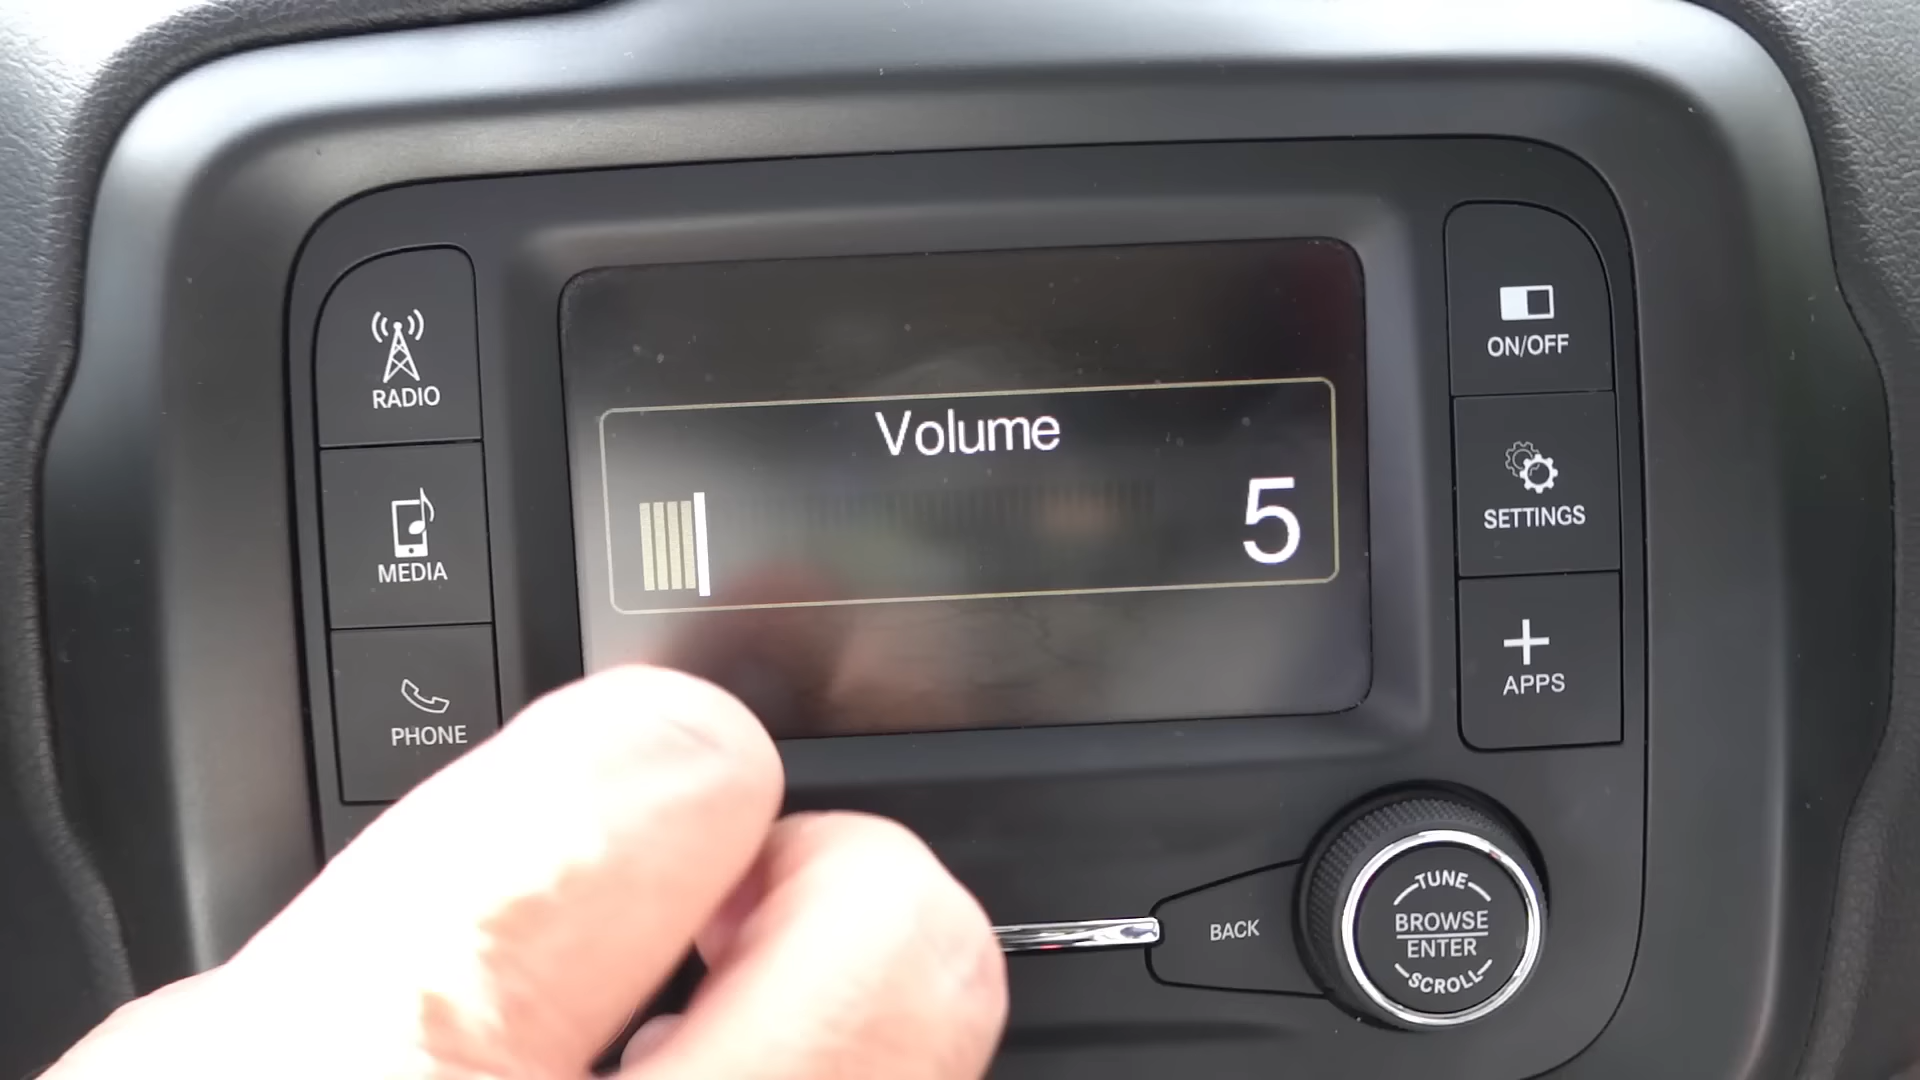 RADIO
MEDIA
PHONE
Volume
5
ON/OFF
SETTINGS
APPS
BACK
TUNE
BROWSE
ENTER
SCROLL